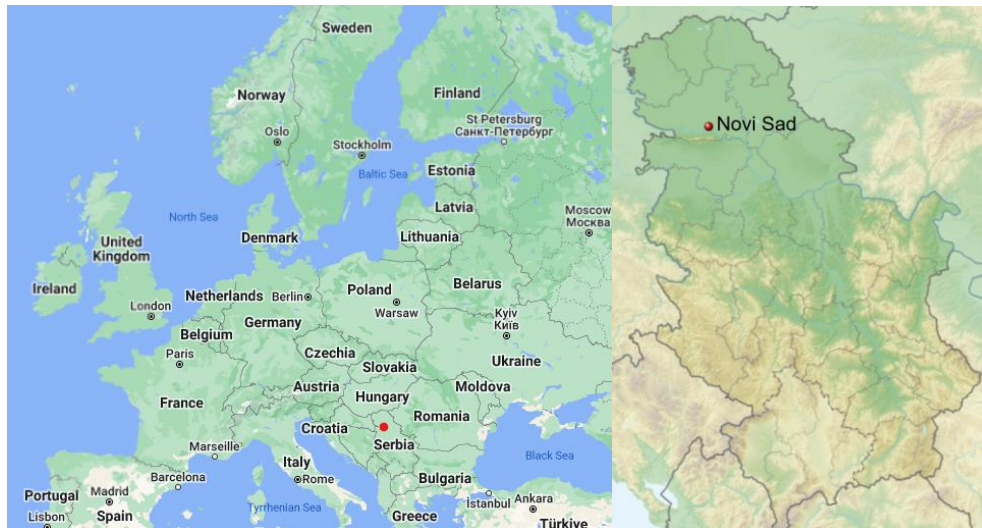 Sweden
Norway
Finland
Oslo
St Petersburg
Санкт-Петербург
Stockholm
Estonia
Baltic Sea
North Sea
Latvia
Moscow
Москва
Denmark
Lithuania
United
Kingdom
Ireland
Belarus
Netherlands
Berlin
Poland
London
Warsaw
Belgium
Germany
Kyiv
Київ
Paris
Czechia
Ukraine
Slovakia
Austria
Moldova
France
Hungary
Romania
Croatia
Serbia
Marseille
Italy
Black Sea
Barcelona
Rome
Bulgaria
Portugal
Madrid
İstanbul
Ankara
Lisbon
Spain
Tyrrhenian Sea
Greece
Türkiye
Novi Sad